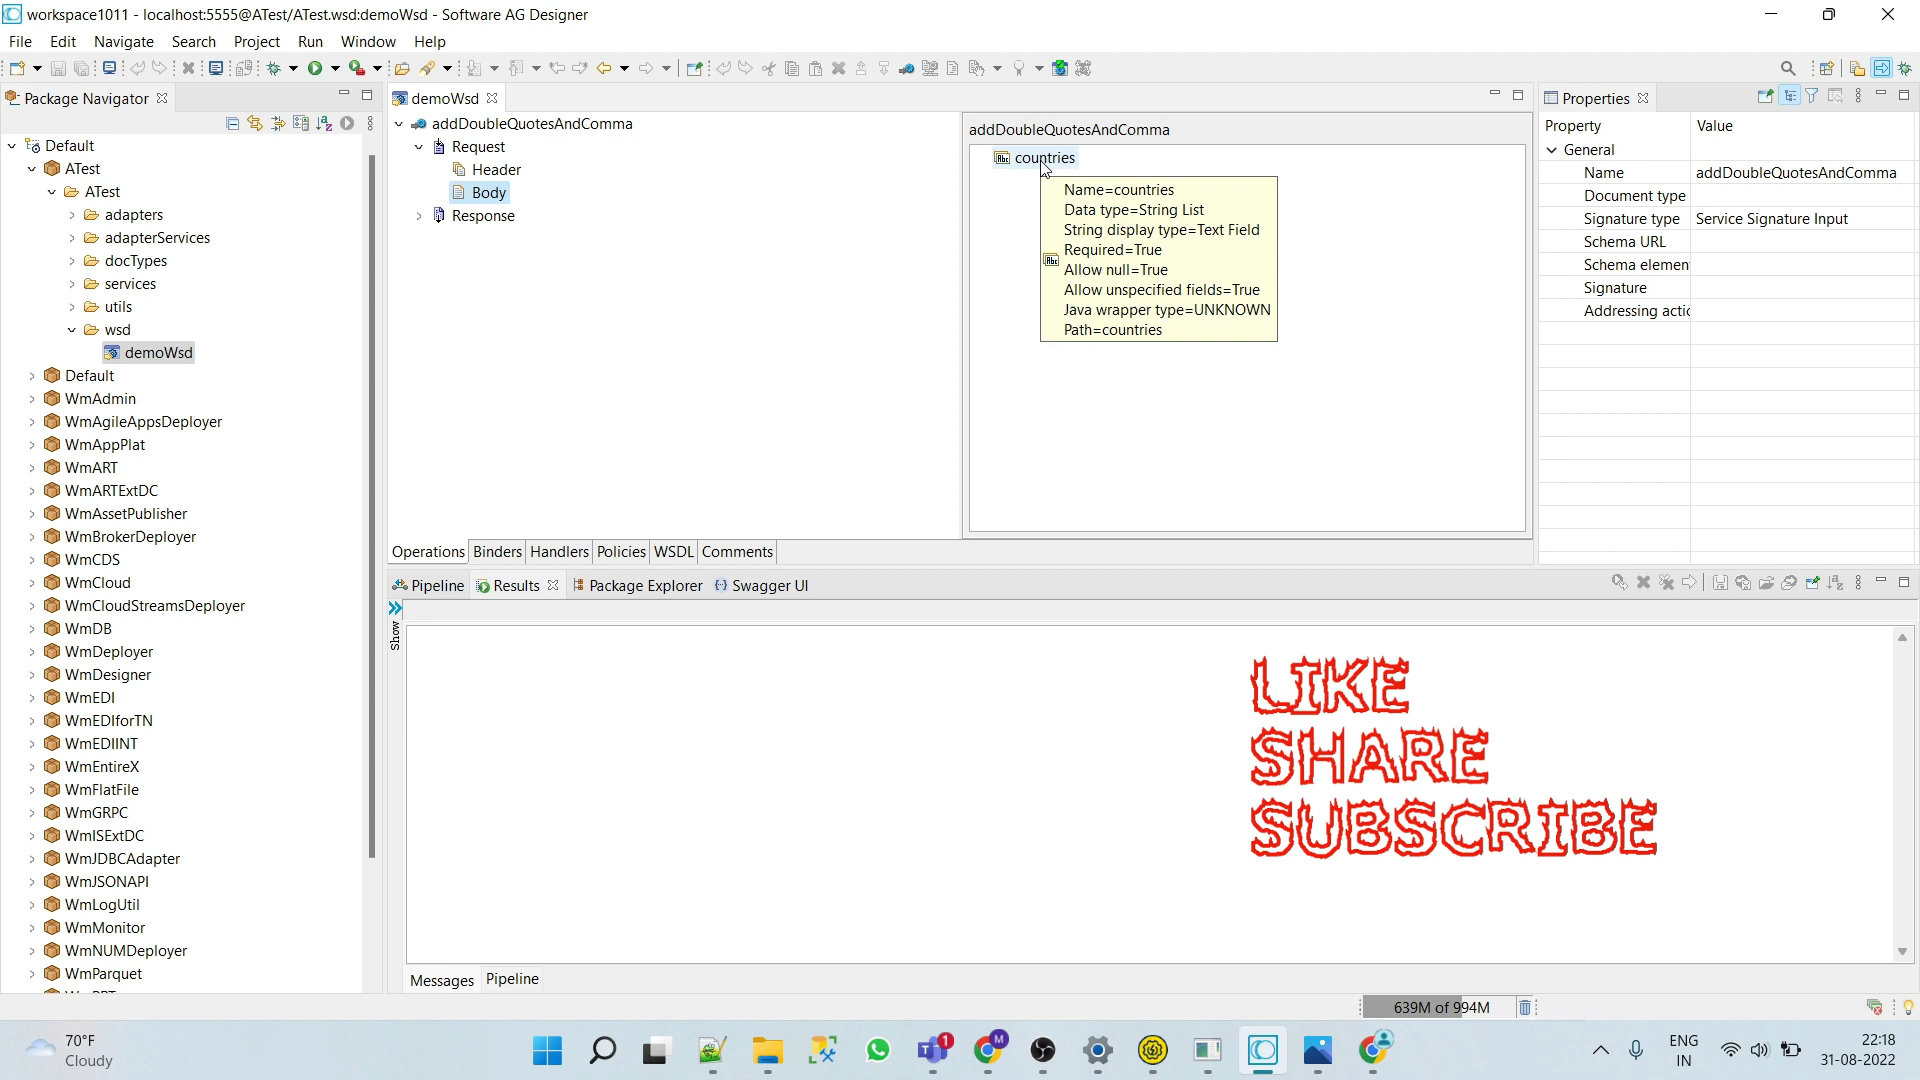 workspace1011 - localhost:5555@ATest/ATest.wsd:demoWsd - Software AG Designer
File Edit Navigate Search Project Run Window Help
Package Navigator
Default
ATest
ATest
adapters
adapterServices
docTypes
services
utils
wsd
demoWsd
Default
WmAdmin
WmAgileAppsDeployer
WmAppPlat
WmART
WmARTExtDC
WmAssetPublisher
WmBrokerDeployer
WmCDS
WmCloud
WmCloudStreamsDeployer
WmDB
WmDeployer
WmDesigner
WmEDI
WmEDIforTN
WmEDIINT
WmEntireX
WmFlatFile
WmGRPC
WmISExtDC
WmJDBCAdapter
WmJSONAPI
WmLogUtil
WmMonitor
WmNUMDeployer
WmParquet
demoWsd
addDoubleQuotesAndComma
Request
Header
Body
Response
addDoubleQuotesAndComma
countries
Name=countries
Data type=String List
String display type=Text Field
Required=True
Allow null=True
Allow unspecified fields=True
Java wrapper type=UNKNOWN
Path=countries
Operations Binders Handlers Policies WSDL Comments
Properties
Property Value
General
Name addDoubleQuotesAndComma
Document type
Signature type Service Signature Input
Schema URL
Schema elemen
Signature
Addressing actic
Pipeline Results Package Explorer Swagger UI
Show
LIKE
SHARE
SUBSCRIBE
Messages Pipeline
639M of 994M
70°F
Cloudy
1
M
ENG
IN
22:18
31-08-2022